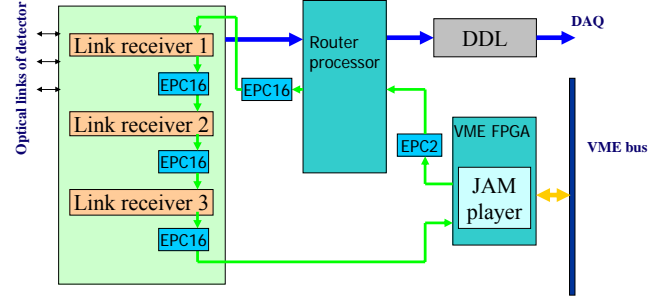 Optical links of detector
Link receiver 1
EPC16
Link receiver 2
EPC16
Link receiver 3
EPC16
EPC16
Router
processor
DDL
DAQ
EPC2
VME FPGA
JAM
player
VME bus